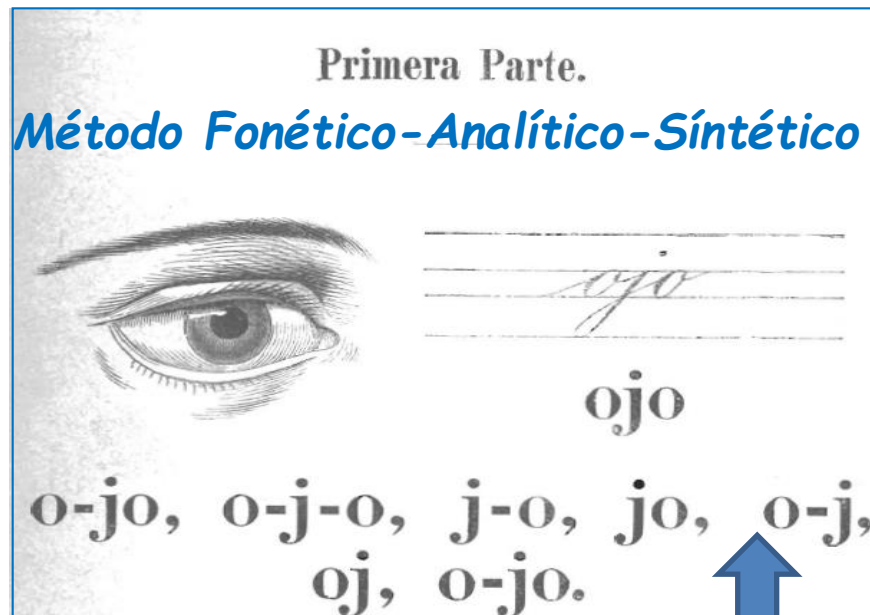 Primera Parte.
Método Fonético-Analítico-Síntético
ojo
ojo
o-jo, o-j-o, j-o, jo, o-j,
oj, o-jo.